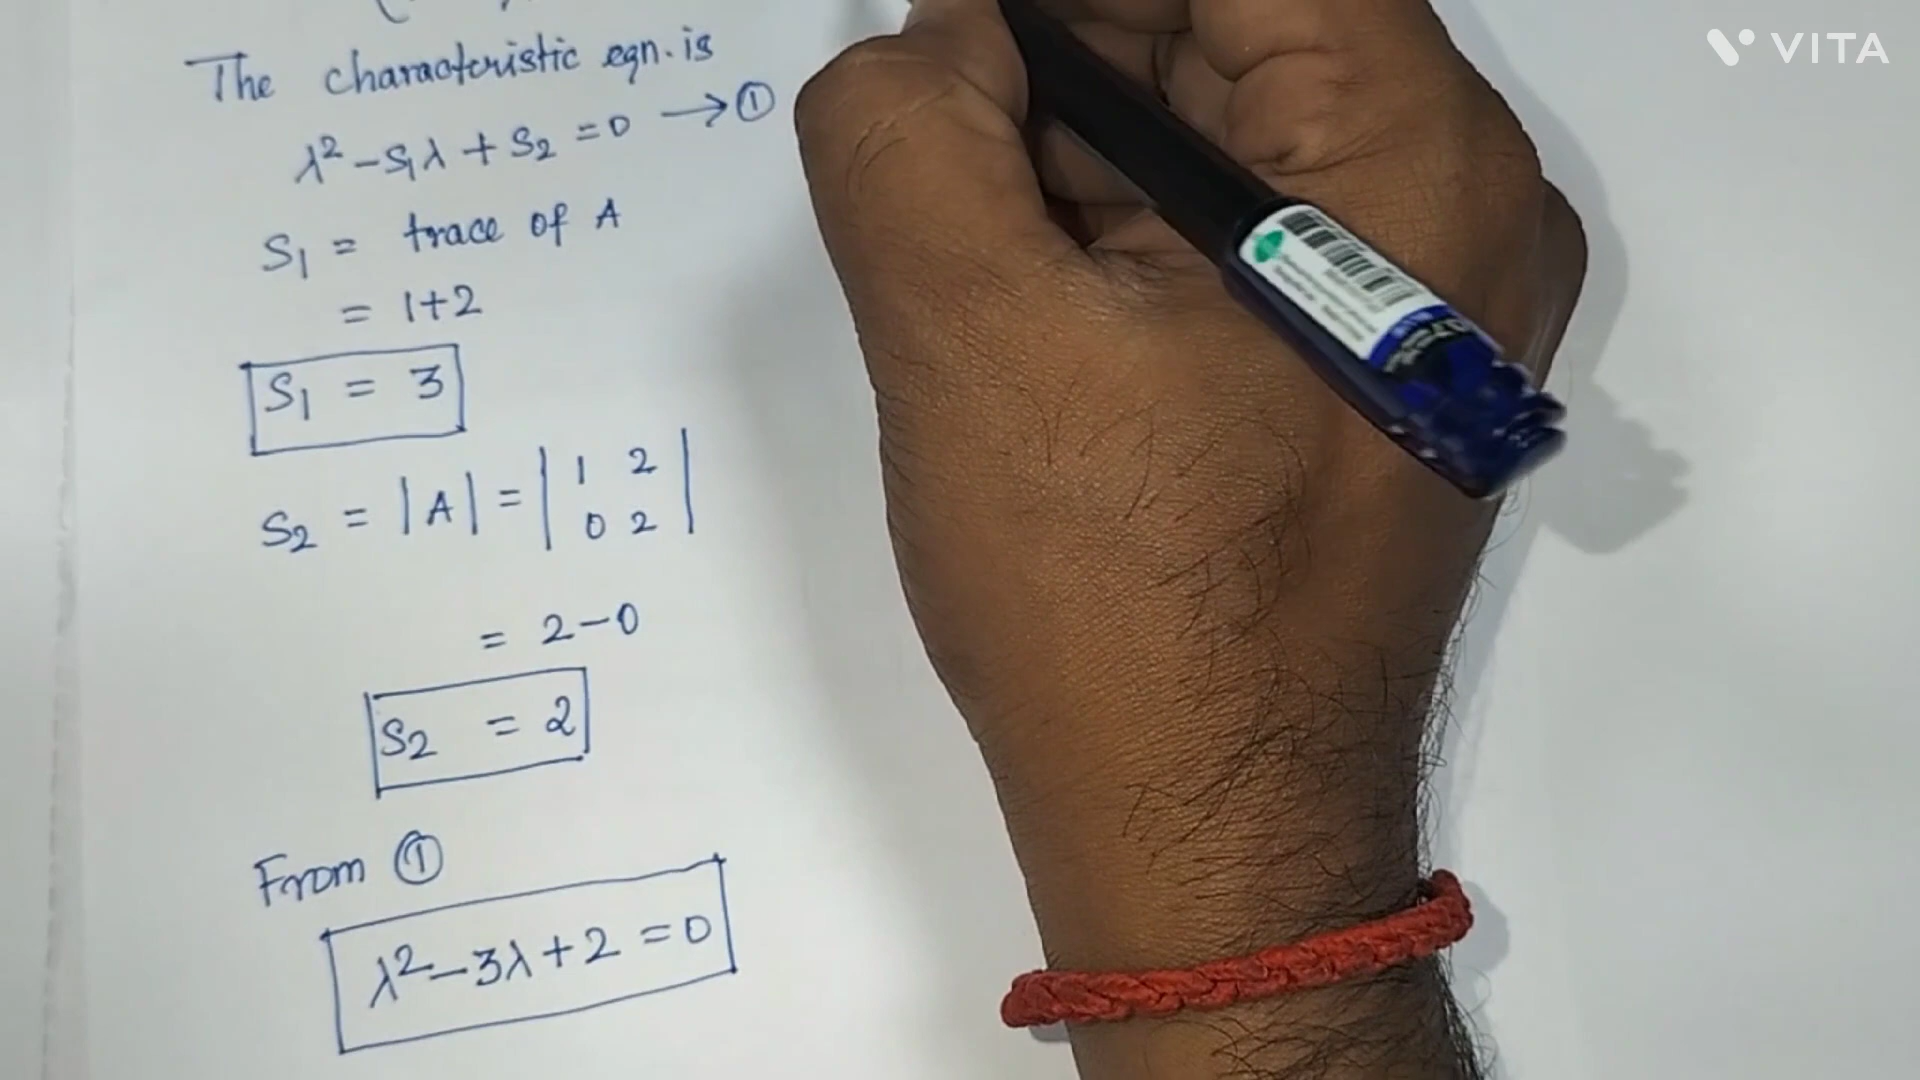 The characteristic eqn. is
λ² - S₁λ + S₂ = 0 → ①
S₁ = trace of A
= 1+2
S₁ = 3
S₂ = |A| = | 1 2 |
| 0 2 |
= 2-0
S₂ = 2
From ①
λ² - 3λ + 2 = 0
VITA